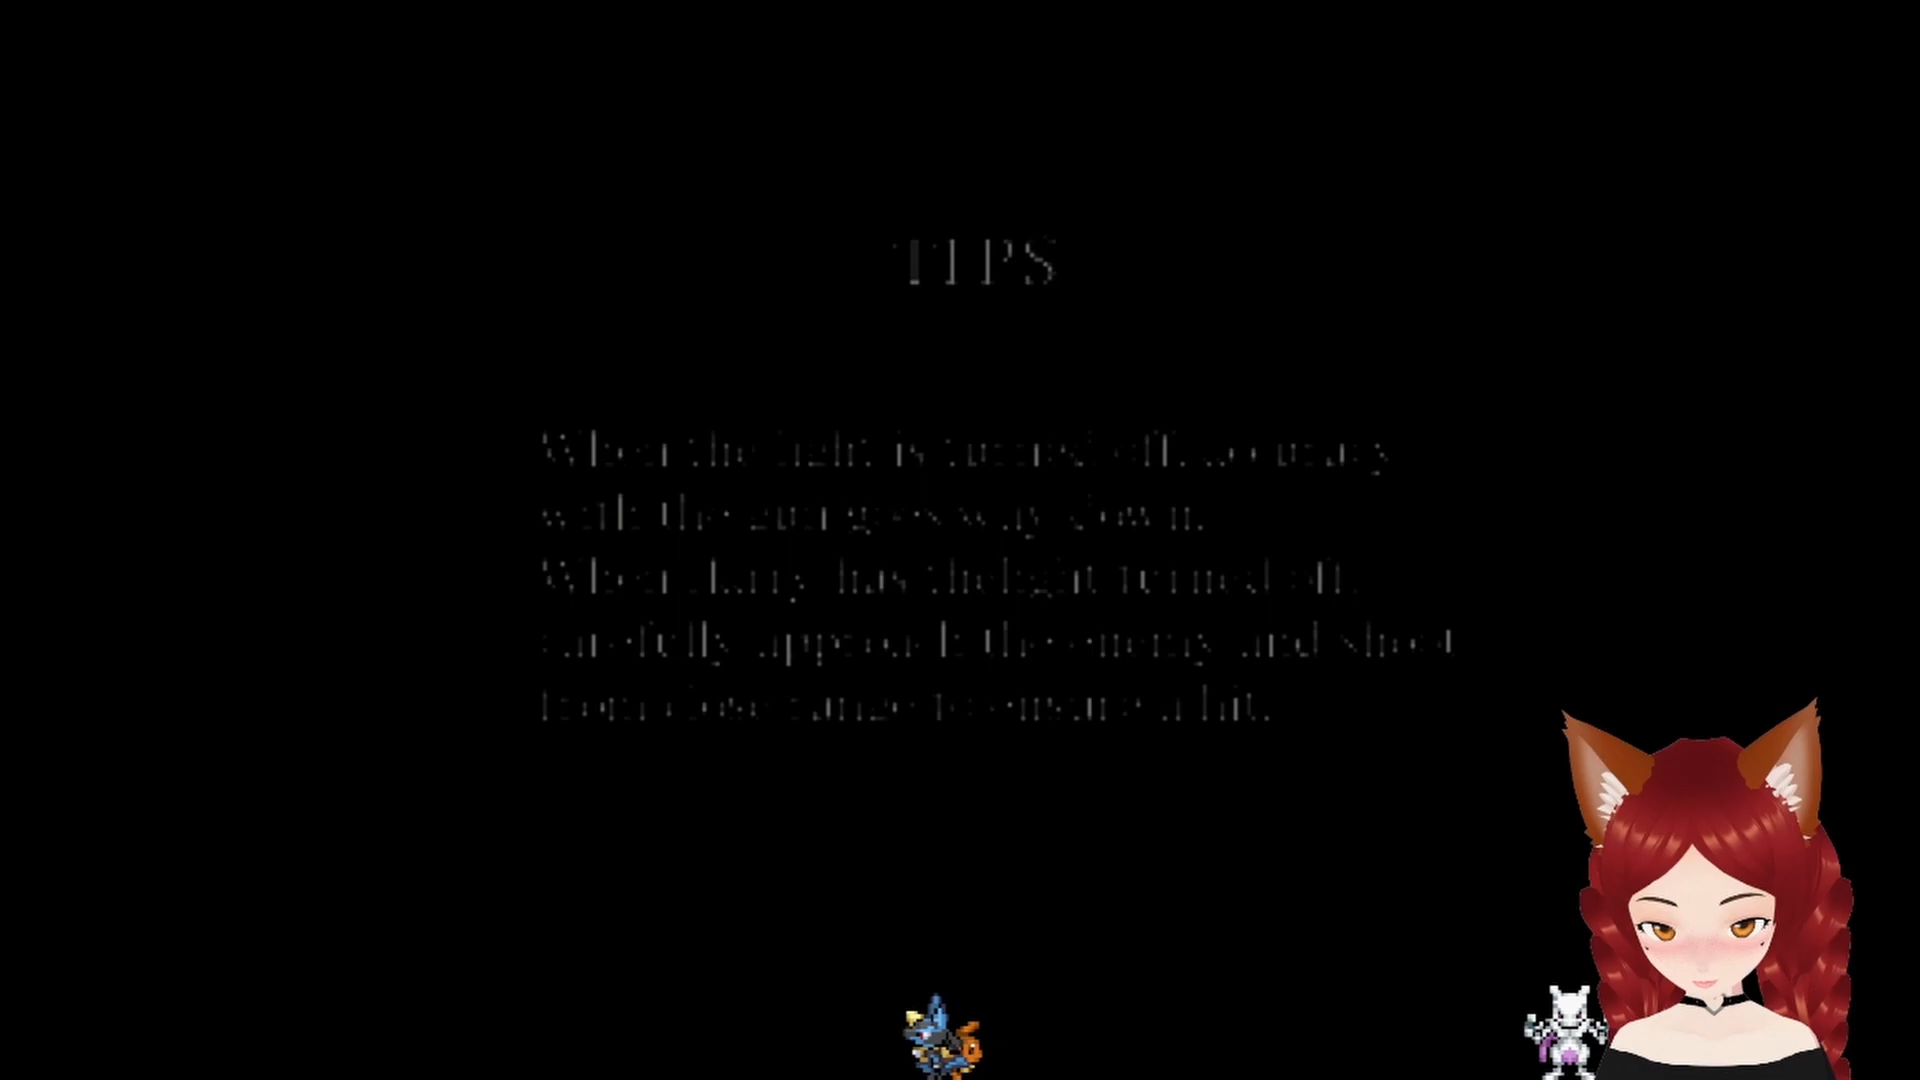 TIPS
When the light is turned off, accuracy
with the gun goes way down.
When Harry has the light turned off,
carefully approach the enemy and shoot
from close range to ensure a hit.